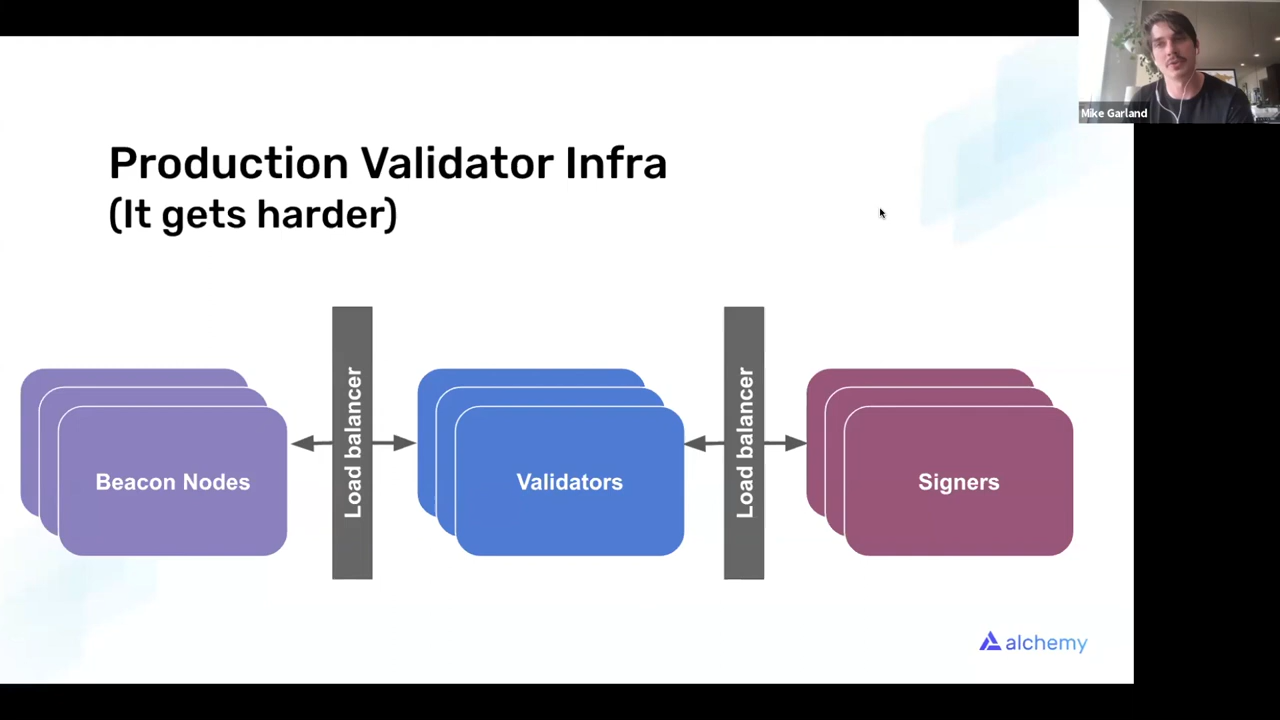 Mike Garland
Production Validator Infra
(It gets harder)
Load balancer
Load balancer
Beacon Nodes
Validators
Signers
alchemy